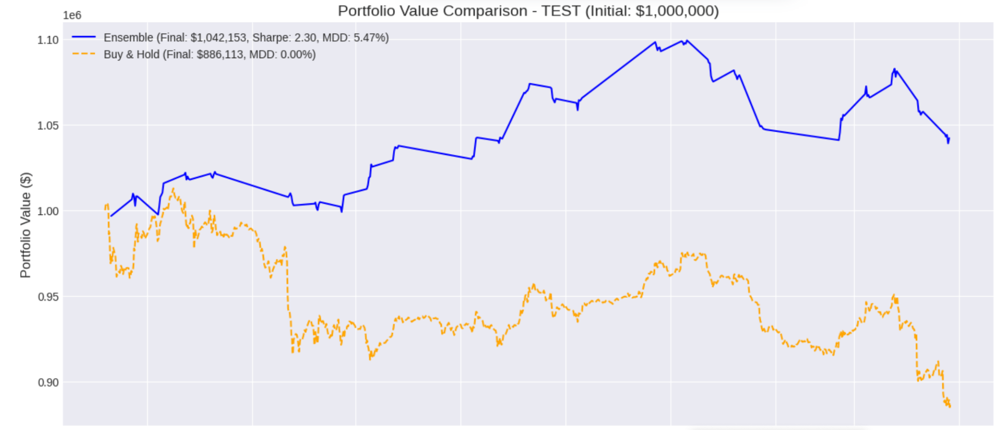 Portfolio Value Comparison - TEST (Initial: $1,000,000)
1e6
Ensemble (Final: $1,042,153, Sharpe: 2.30, MDD: 5.47%)
Buy & Hold (Final: $886,113, MDD: 0.00%)
1.10
1.05
1.00
0.95
0.90
Portfolio Value ($)